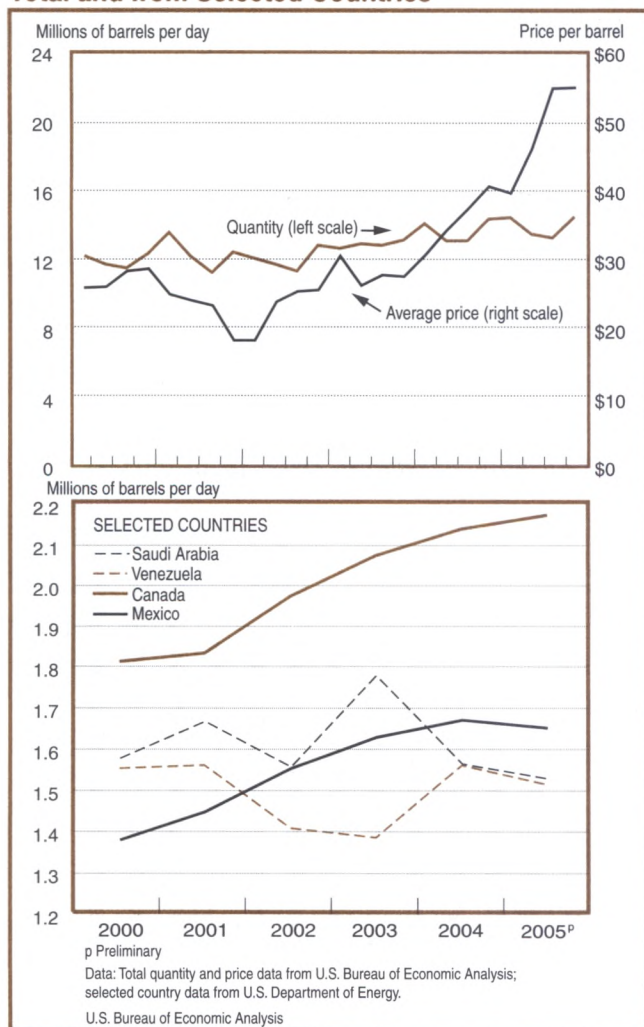 Total and from Selected Countries
Millions of barrels per day Price per barrel
24 $60
20 $50
16 $40
Quantity (left scale)
12 $30
Average price (right scale)
8 $20
4 $10
0 $0
Millions of barrels per day
2.2
SELECTED COUNTRIES
2.1
Saudi Arabia
Venezuela
2.0
Canada
Mexico
1.9
1.8
1.7
1.6
1.5
1.4
1.3
1.2
2000 2001 2002 2003 2004 2005p
p Preliminary
Data: Total quantity and price data from U.S. Bureau of Economic Analysis;
selected country data from U.S. Department of Energy.
U.S. Bureau of Economic Analysis